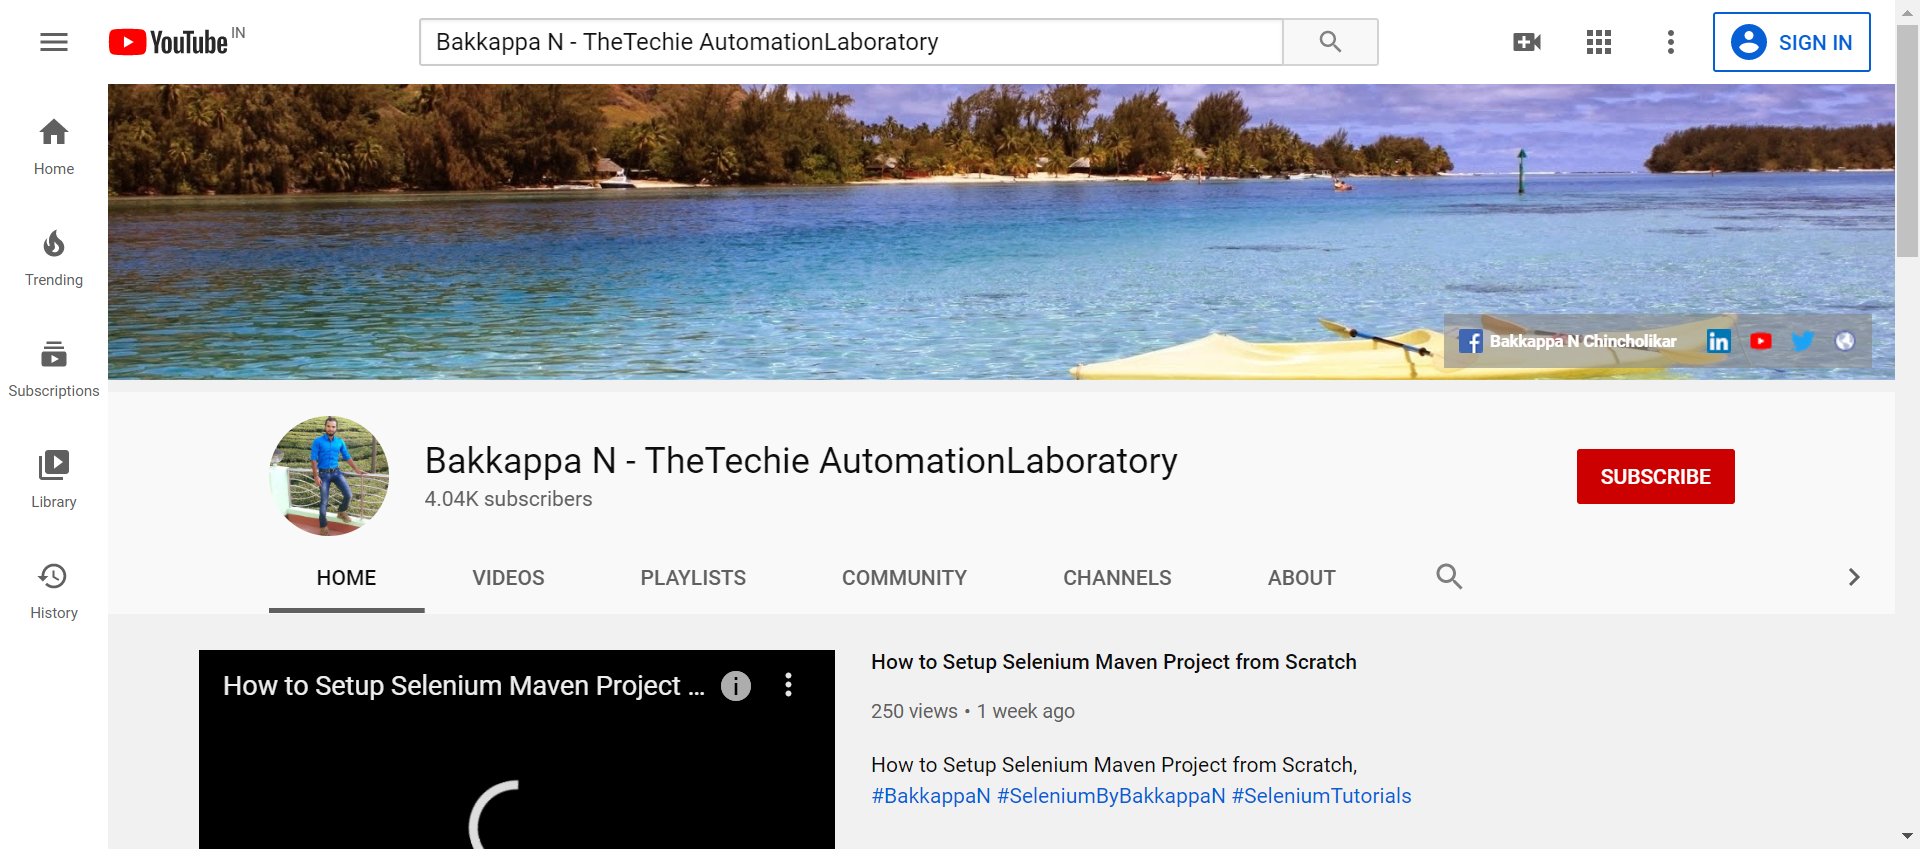 YouTube IN
Bakkappa N - TheTechie AutomationLaboratory
SIGN IN
Home
Trending
Subscriptions
Library
History
Bakkappa N Chincholikar
Bakkappa N - TheTechie AutomationLaboratory
4.04K subscribers
SUBSCRIBE
HOME VIDEOS PLAYLISTS COMMUNITY CHANNELS ABOUT
How to Setup Selenium Maven Project ...
How to Setup Selenium Maven Project from Scratch
250 views • 1 week ago
How to Setup Selenium Maven Project from Scratch,
#BakkappaN #SeleniumByBakkappaN #SeleniumTutorials